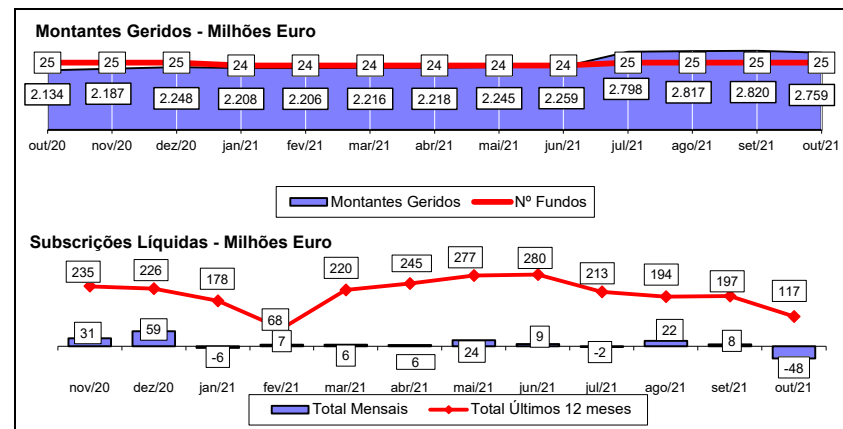 Montantes Geridos - Milhões Euro
25 25 25 24 24 24 24 24 24 25 25 25 25
2.134 2.187 2.248 2.208 2.206 2.216 2.218 2.245 2.259 2.798 2.817 2.820 2.759
out/20 nov/20 dez/20 jan/21 fev/21 mar/21 abr/21 mai/21 jun/21 jul/21 ago/21 set/21 out/21
Montantes Geridos Nº Fundos
Subscrições Líquidas - Milhões Euro
235 226 178 68 220 245 277 280 213 194 197 117
31 59 -6 7 6 6 24 9 -2 22 8 -48
nov/20 dez/20 jan/21 fev/21 mar/21 abr/21 mai/21 jun/21 jul/21 ago/21 set/21 out/21
Total Mensais Total Últimos 12 meses